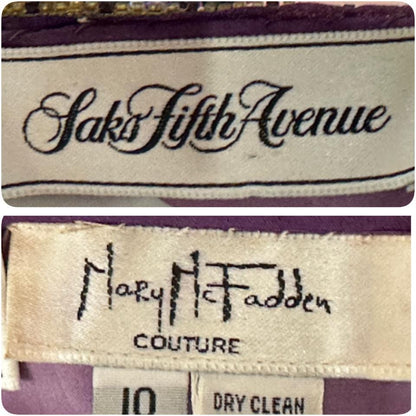 Saks Fifth Avenue
Mary McFadden
COUTURE
10
DRY CLEAN